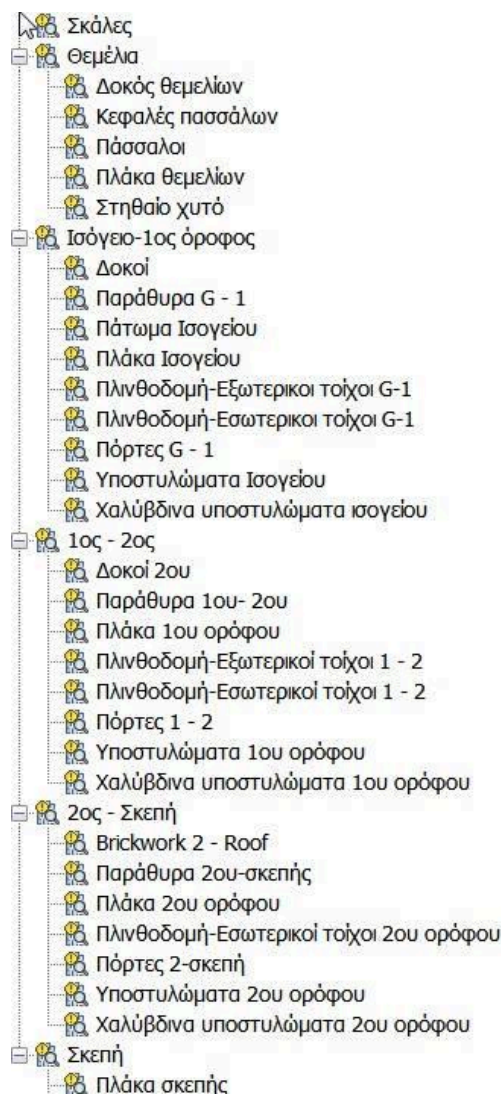 Σκάλες
Θεμέλια
Δοκός θεμελίων
Κεφαλές πασσάλων
Πάσσαλοι
Πλάκα θεμελίων
Στηθαίο χυτό
Ισόγειο-1ος όροφος
Δοκοί
Παράθυρα G - 1
Πάτωμα Ισογείου
Πλάκα Ισογείου
Πλινθοδομή-Εξωτερικοι τοίχοι G-1
Πλινθοδομή-Εσωτερικοι τοίχοι G-1
Πόρτες G - 1
Υποστυλώματα Ισογείου
Χαλύβδινα υποστυλώματα ισογείου
1ος - 2ος
Δοκοί 2ου
Παράθυρα 1ου- 2ου
Πλάκα 1ου ορόφου
Πλινθοδομή-Εξωτερικοί τοίχοι 1 - 2
Πλινθοδομή-Εσωτερικοί τοίχοι 1 - 2
Πόρτες 1 - 2
Υποστυλώματα 1ου ορόφου
Χαλύβδινα υποστυλώματα 1ου ορόφου
2ος - Σκεπή
Brickwork 2 - Roof
Παράθυρα 2ου-σκεπής
Πλάκα 2ου ορόφου
Πλινθοδομή-Εσωτερικοί τοίχοι 2ου ορόφου
Πόρτες 2-σκεπή
Υποστυλώματα 2ου ορόφου
Χαλύβδινα υποστυλώματα 2ου ορόφου
Σκεπή
Πλάκα σκεπής